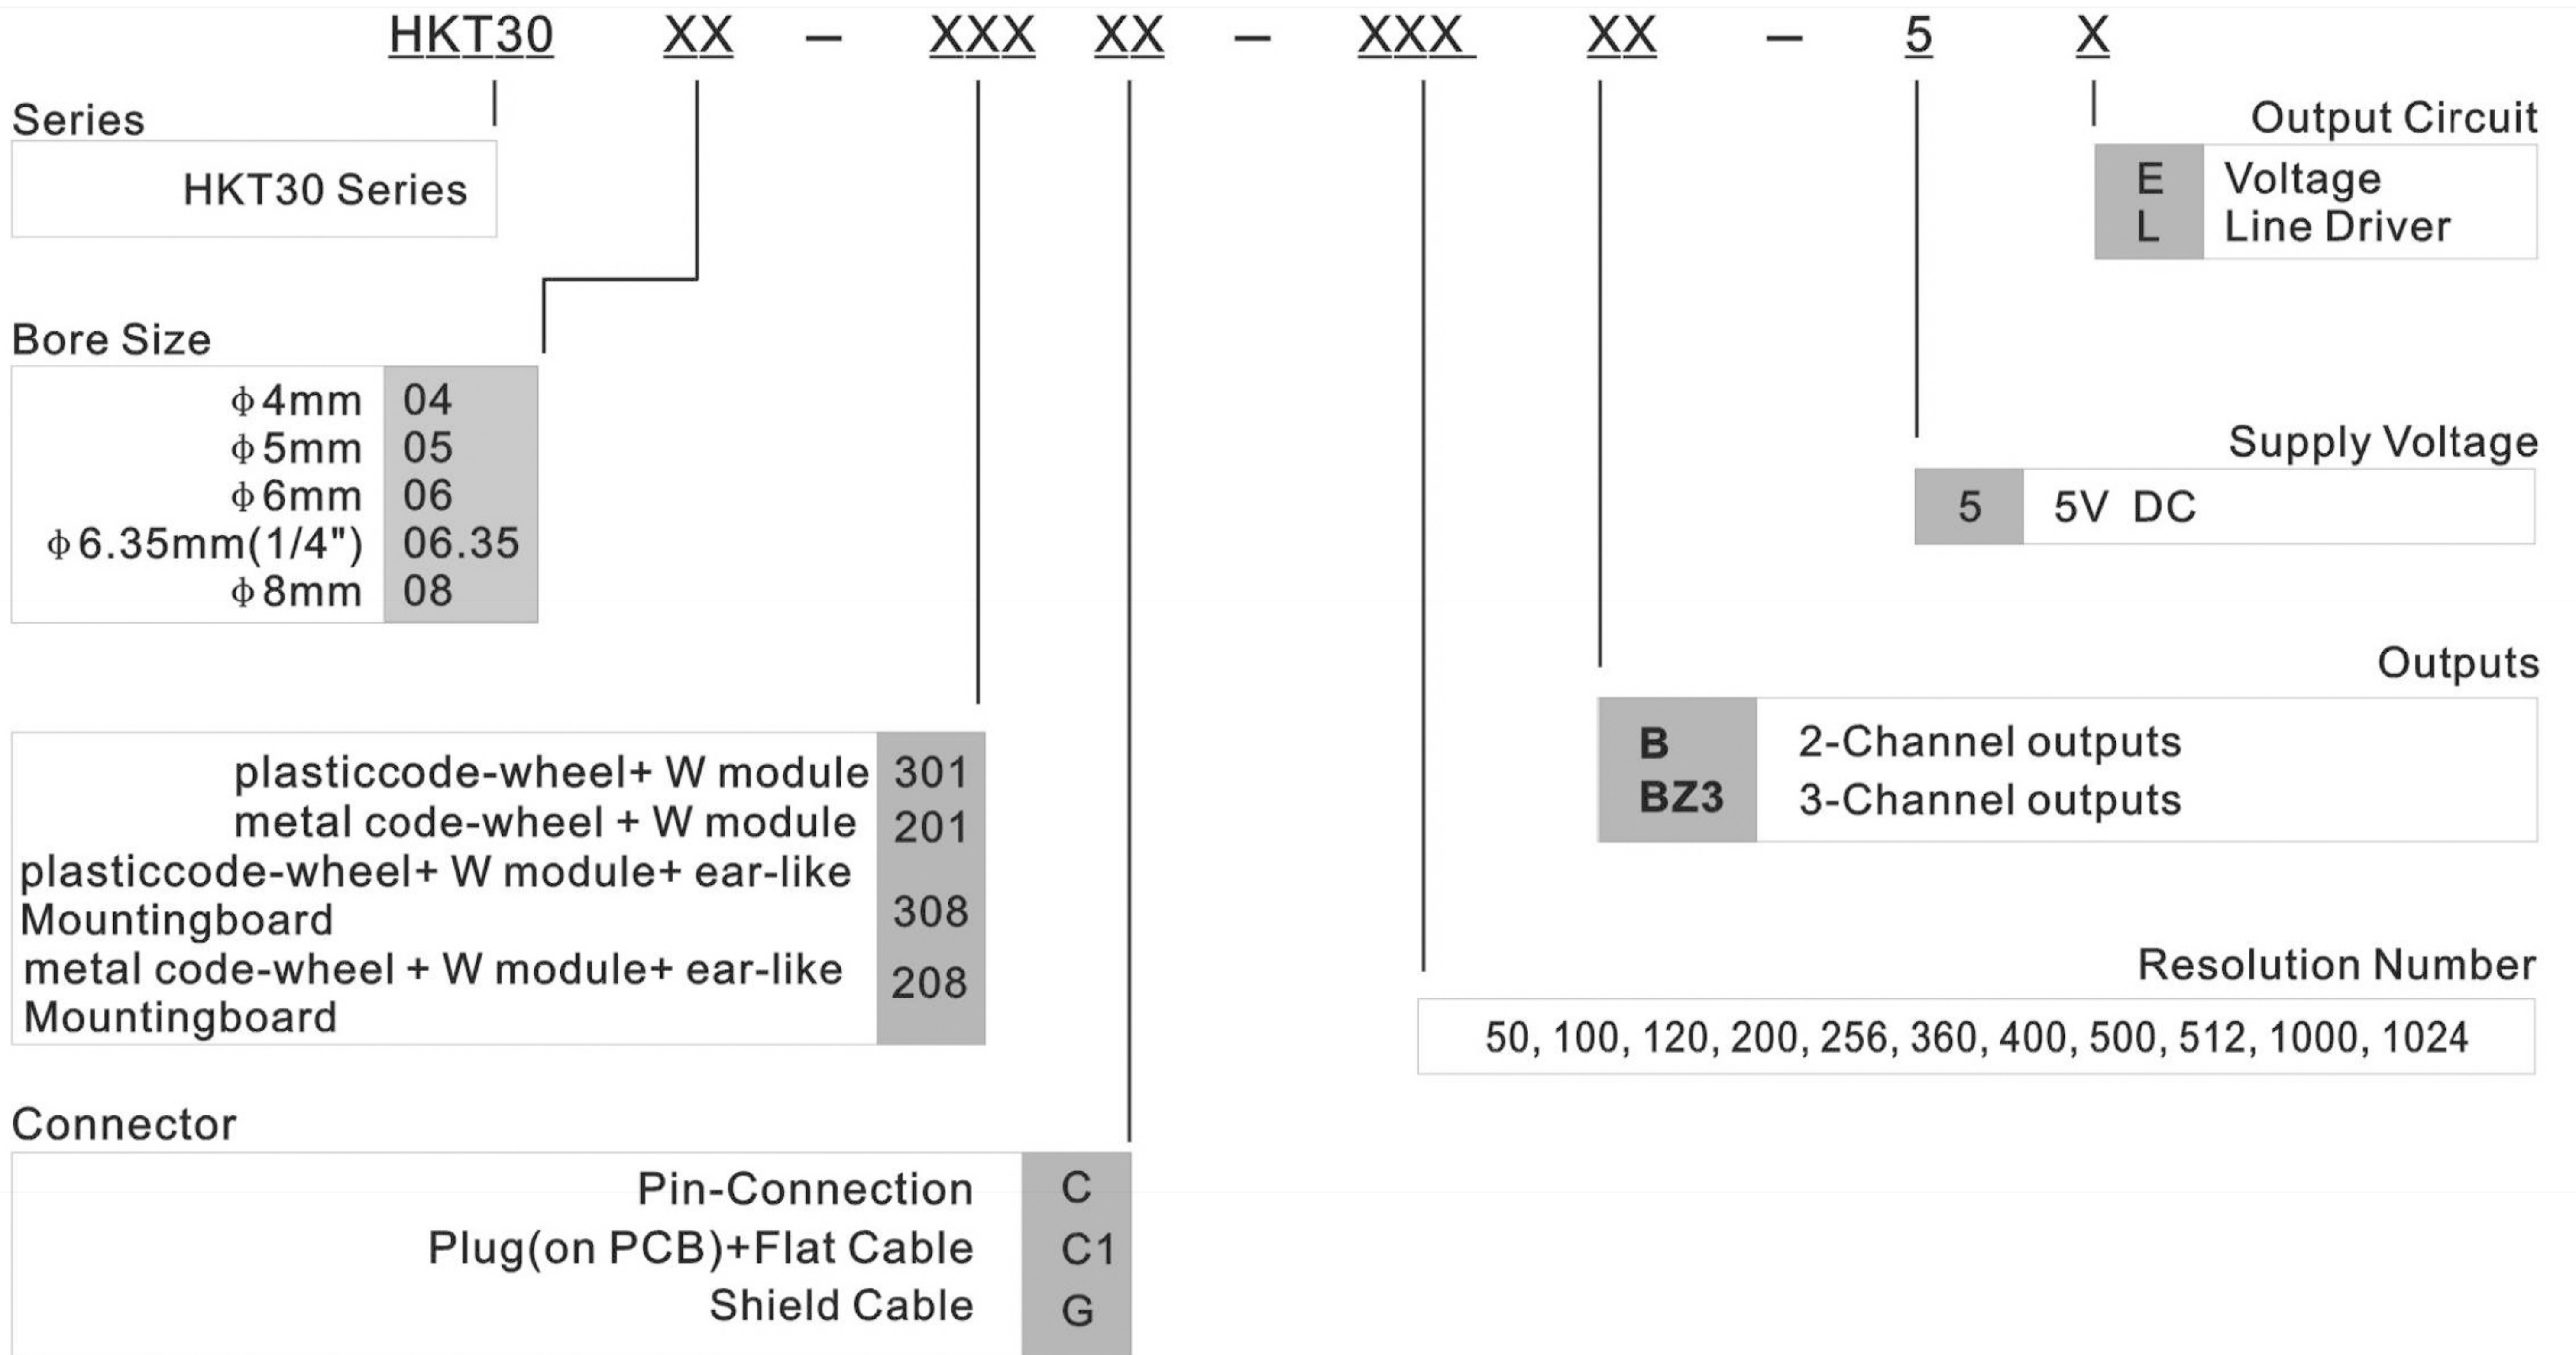 HKT30 XX – XXX XX – XXX XX – 5 X
Series
HKT30 Series
Bore Size
φ4mm 04
φ5mm 05
φ6mm 06
φ6.35mm(1/4") 06.35
φ8mm 08
plasticcode-wheel+ W module 301
metal code-wheel + W module 201
plasticcode-wheel+ W module+ ear-like
Mountingboard 308
metal code-wheel + W module+ ear-like
Mountingboard 208
Connector
Pin-Connection C
Plug(on PCB)+Flat Cable C1
Shield Cable G
Output Circuit
E Voltage
L Line Driver
Supply Voltage
5 5V DC
Outputs
B 2-Channel outputs
BZ3 3-Channel outputs
Resolution Number
50, 100, 120, 200, 256, 360, 400, 500, 512, 1000, 1024